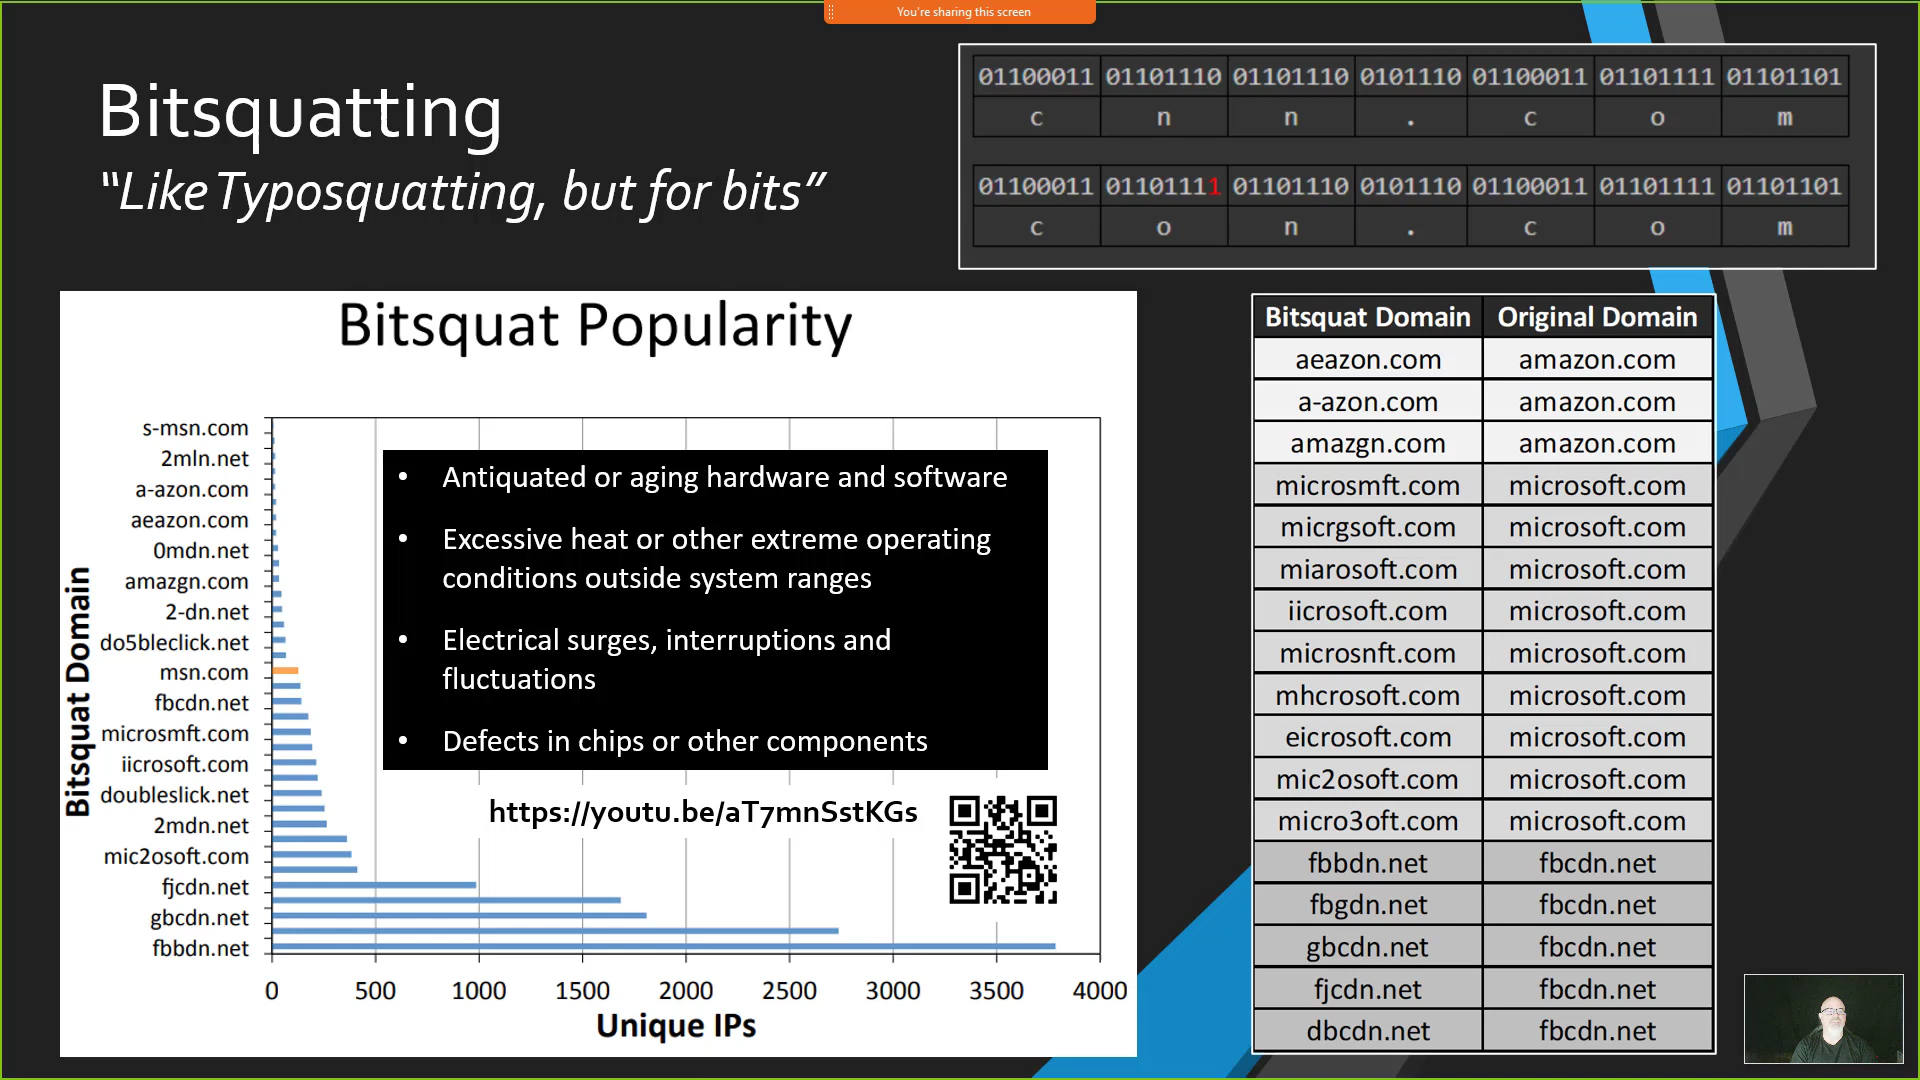 You're sharing this screen
Bitsquatting
“Like Typosquatting, but for bits”
01100011 01101110 01101110 0101110 01100011 01101111 01101101
c n n . c o m
01100011 01101111 01101110 0101110 01100011 01101111 01101101
c o n . c o m
Bitsquat Popularity
Bitsquat Domain
s-msn.com
2mln.net
a-azon.com
aeazon.com
0mdn.net
amazgn.com
2-dn.net
do5bleclick.net
msn.com
fbcdn.net
microsmft.com
iicrosoft.com
doubleslick.net
2mdn.net
mic2osoft.com
fjcdn.net
gbcdn.net
fbbdn.net
• Antiquated or aging hardware and software
• Excessive heat or other extreme operating
conditions outside system ranges
• Electrical surges, interruptions and
fluctuations
• Defects in chips or other components
https://youtu.be/aT7mnSstKGs
0 500 1000 1500 2000 2500 3000 3500 4000
Unique IPs
Bitsquat Domain Original Domain
aeazon.com amazon.com
a-azon.com amazon.com
amazgn.com amazon.com
microsmft.com microsoft.com
micrgsoft.com microsoft.com
miarosoft.com microsoft.com
iicrosoft.com microsoft.com
microsnft.com microsoft.com
mhcrosoft.com microsoft.com
eicrosoft.com microsoft.com
mic2osoft.com microsoft.com
micro3oft.com microsoft.com
fbbdn.net fbcdn.net
fbgdn.net fbcdn.net
gbcdn.net fbcdn.net
fjcdn.net fbcdn.net
dbcdn.net fbcdn.net